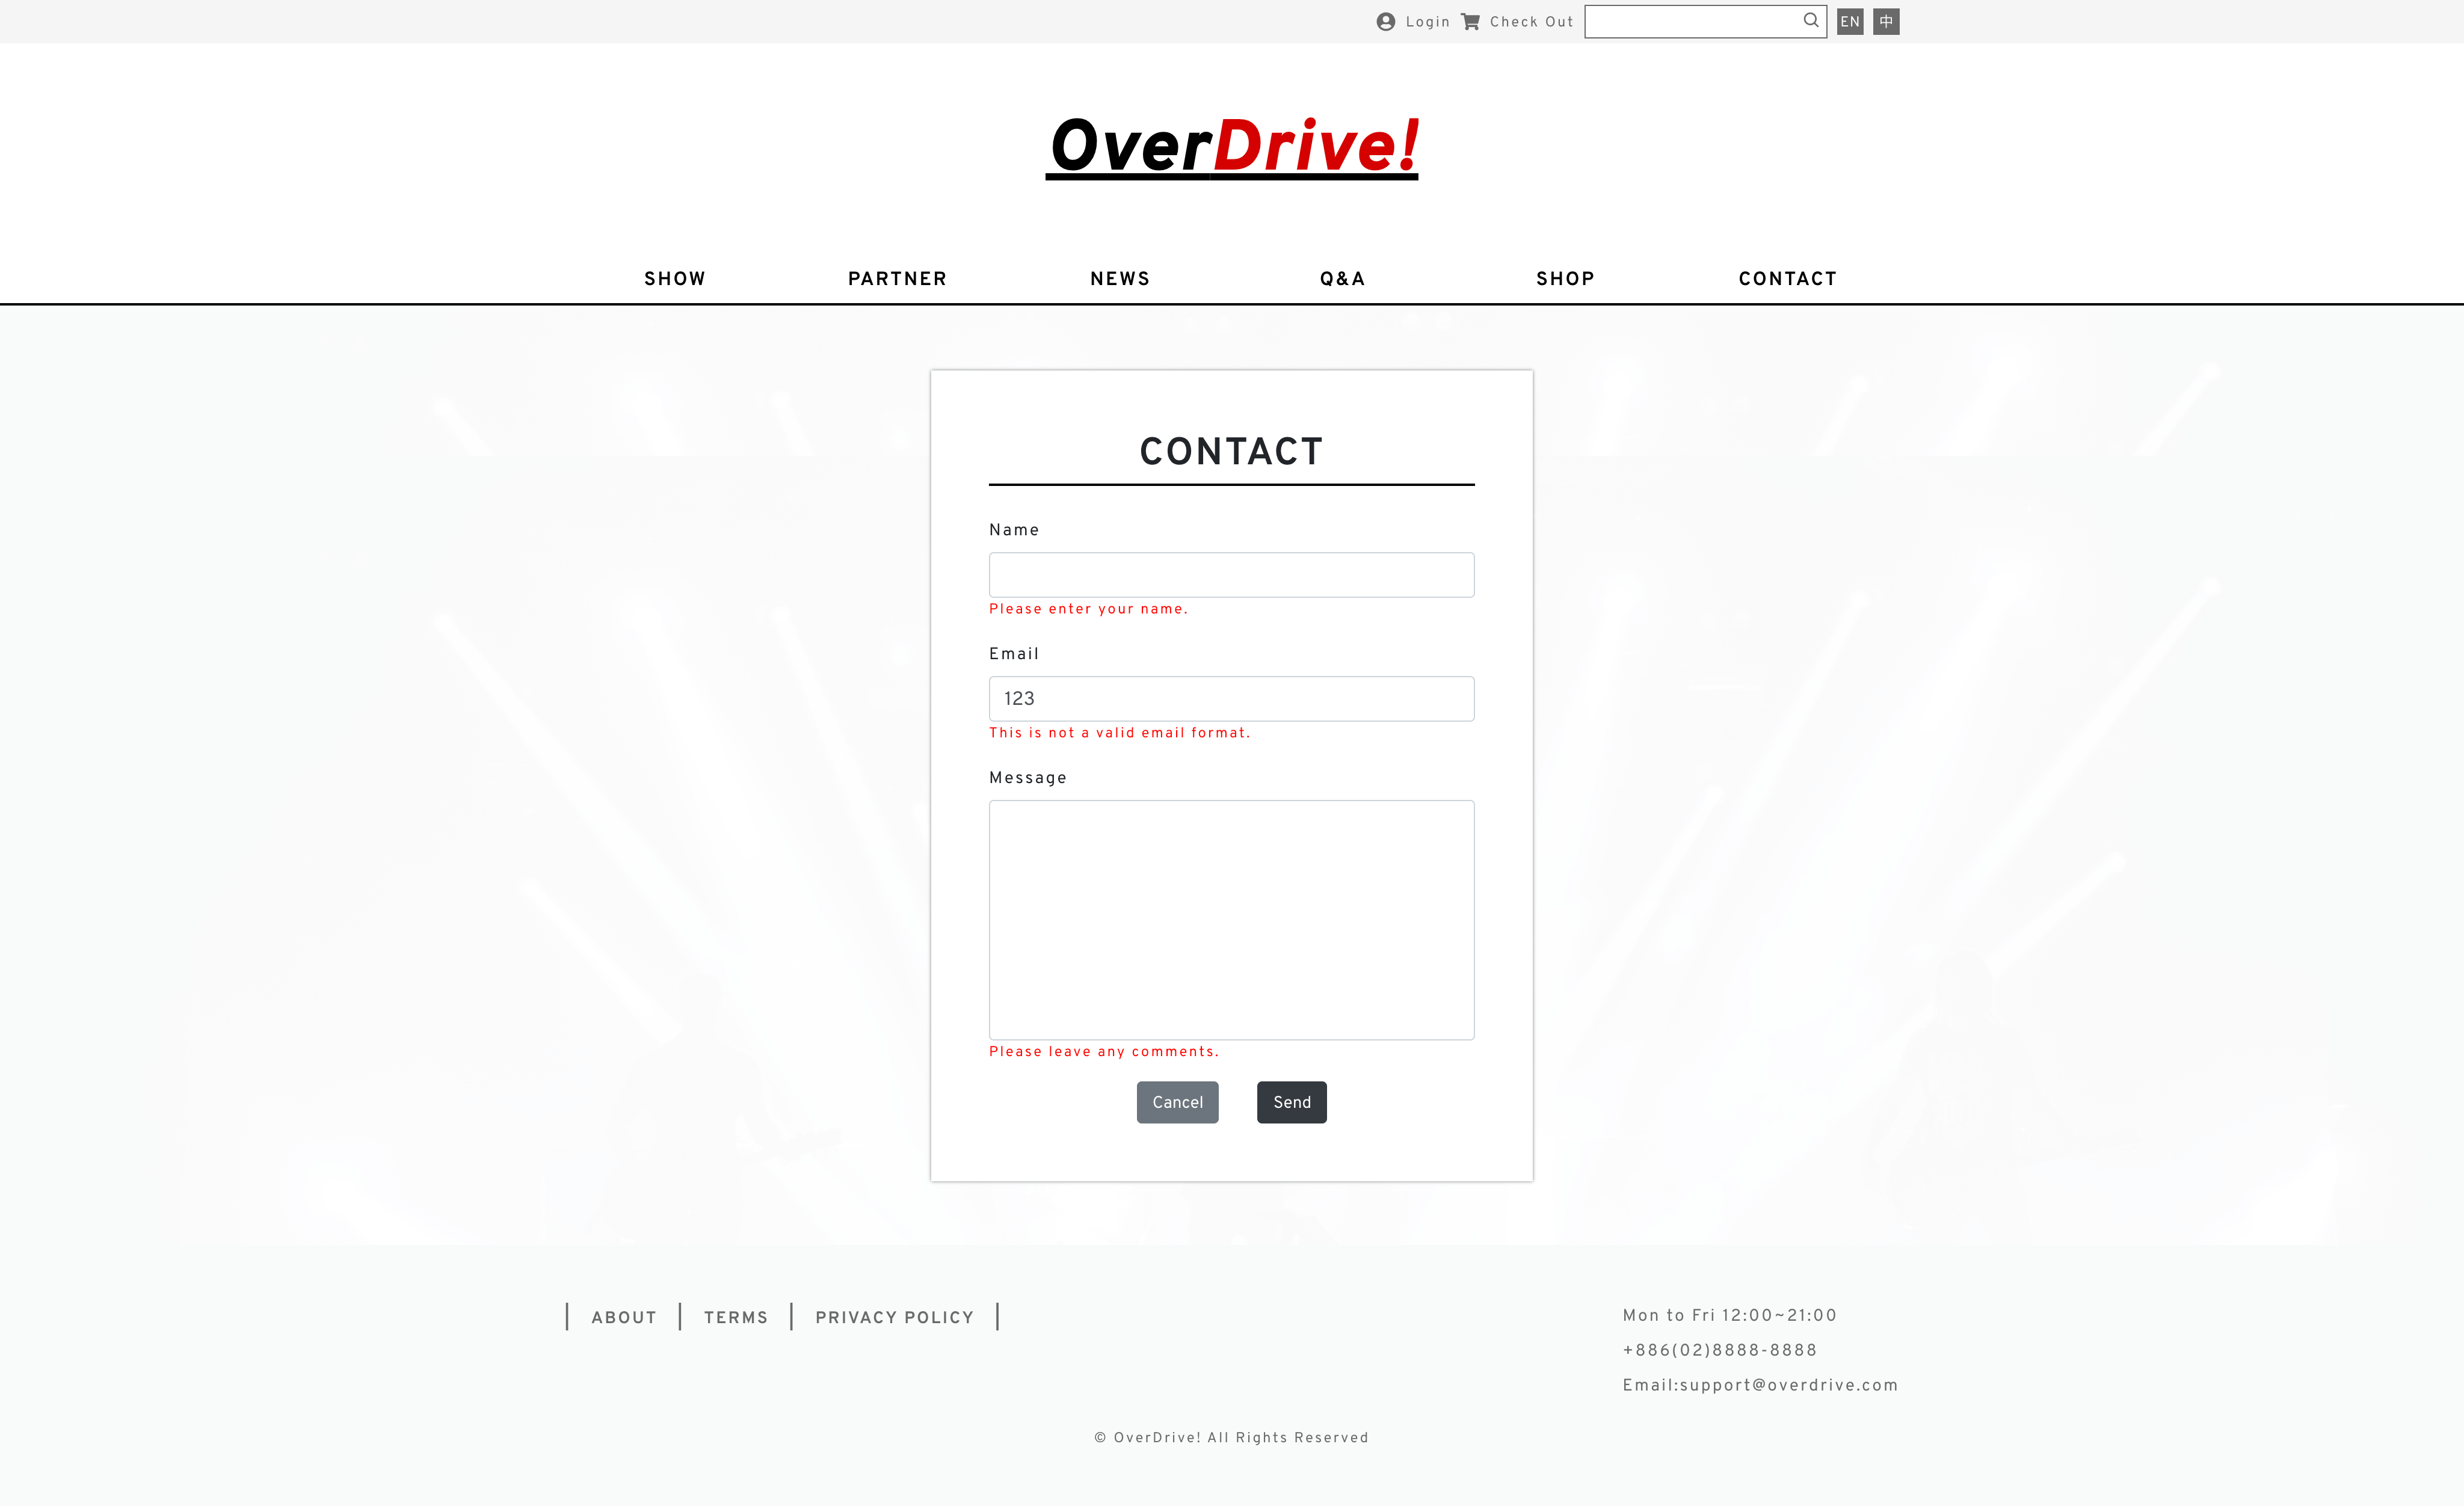 Login Check Out EN 中
OverDrive!
SHOW PARTNER NEWS Q&A SHOP CONTACT
CONTACT
Name
Please enter your name.
Email
123
This is not a valid email format.
Message
Please leave any comments.
Cancel Send
ABOUT TERMS PRIVACY POLICY
Mon to Fri 12:00~21:00
+886(02)8888-8888
Email:support@overdrive.com
© OverDrive! All Rights Reserved